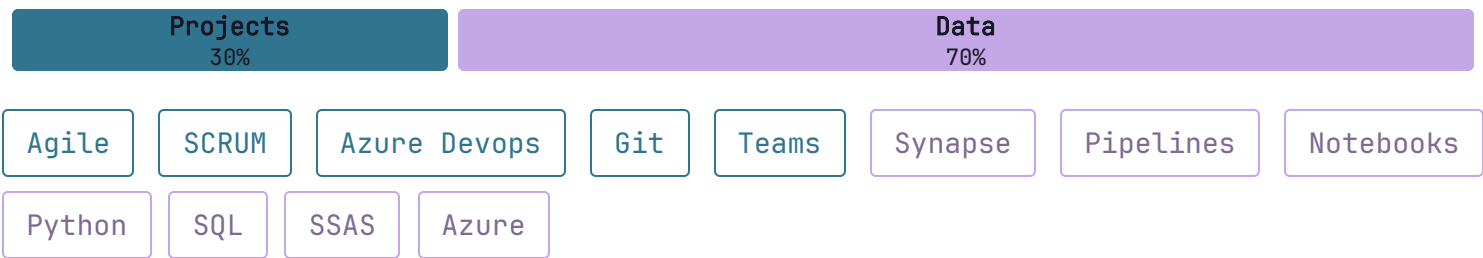 Projects Data
30% 70%
Agile SCRUM Azure Devops Git Teams Synapse Pipelines Notebooks
Python SQL SSAS Azure